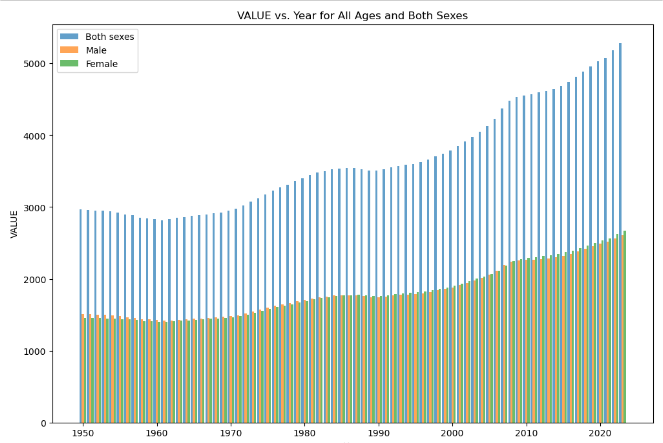 VALUE vs. Year for All Ages and Both Sexes
Both sexes
Male
Female
VALUE
5000
4000
3000
2000
1000
0
1950 1960 1970 1980 1990 2000 2010 2020